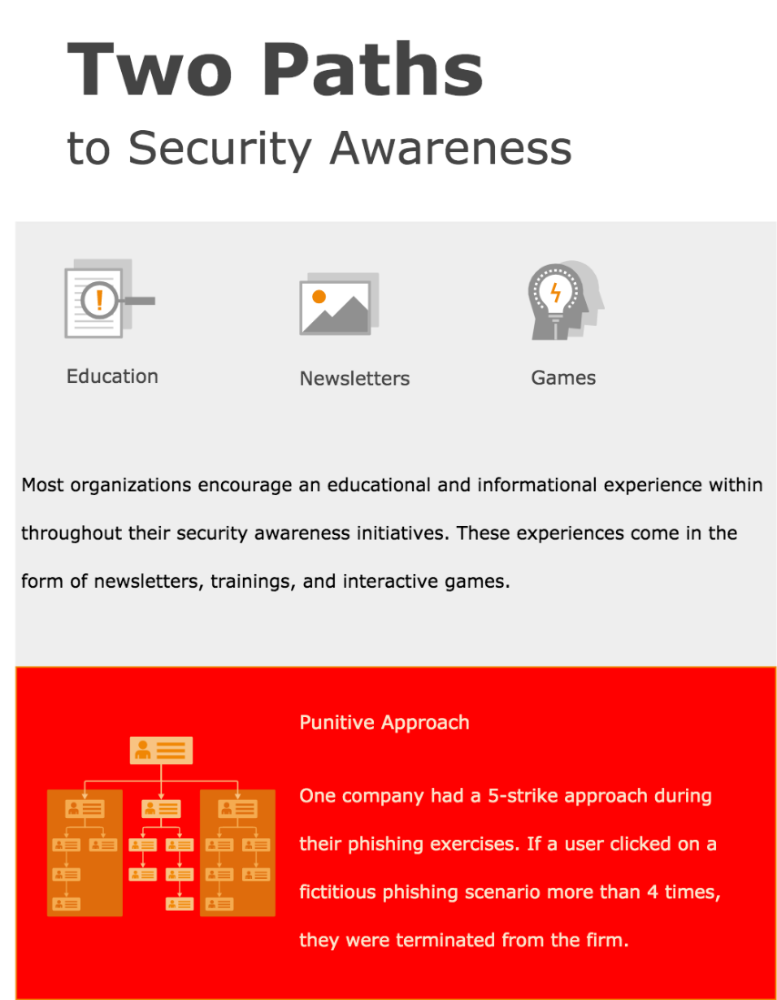 Two Paths
to Security Awareness
Education
Newsletters
Games
Most organizations encourage an educational and informational experience within
throughout their security awareness initiatives. These experiences come in the
form of newsletters, trainings, and interactive games.
Punitive Approach
One company had a 5-strike approach during
their phishing exercises. If a user clicked on a
fictitious phishing scenario more than 4 times,
they were terminated from the firm.